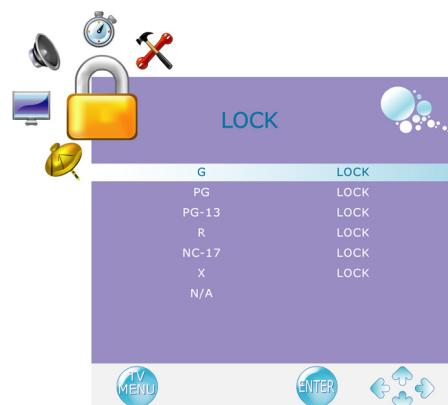 LOCK
G LOCK
PG LOCK
PG-13 LOCK
R LOCK
NC-17 LOCK
X LOCK
N/A
TV
MENU
ENTER